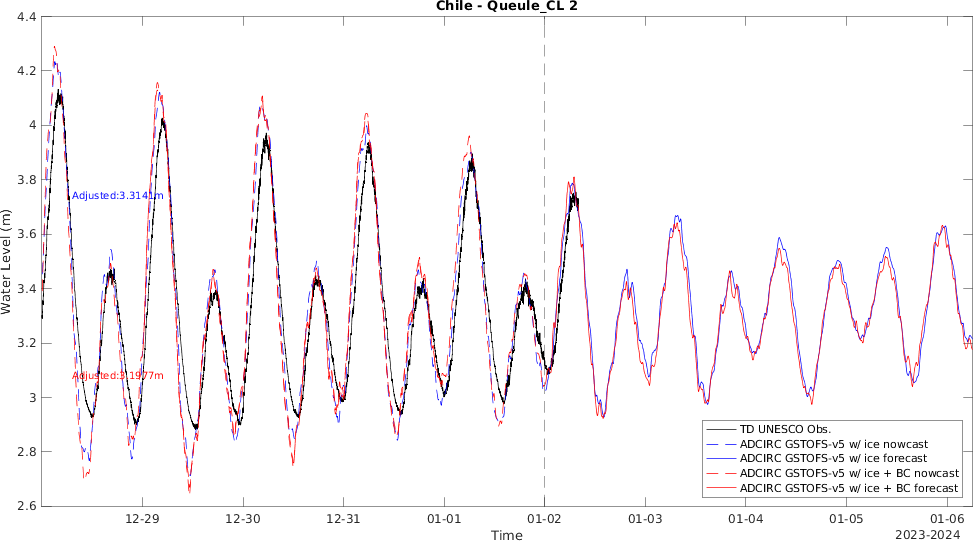 Chile - Queule_CL 2
Water Level (m)
4.4
4.2
4
3.8
3.6
3.4
3.2
3
2.8
2.6
Adjusted:3.3141m
Adjusted:3.1977m
TD UNESCO Obs.
ADCIRC GSTOFS-v5 w/ ice nowcast
ADCIRC GSTOFS-v5 w/ ice forecast
ADCIRC GSTOFS-v5 w/ ice + BC nowcast
ADCIRC GSTOFS-v5 w/ ice + BC forecast
12-29 12-30 12-31 01-01 01-02 01-03 01-04 01-05 01-06
Time
2023-2024